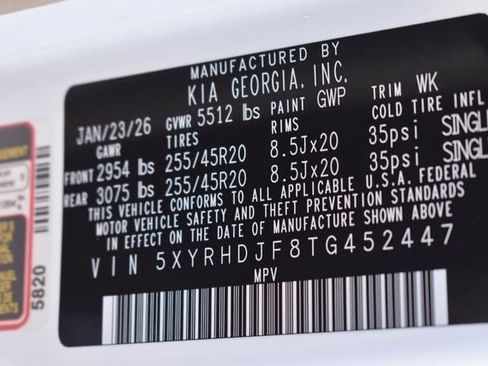 MANUFACTURED BY
KIA GEORGIA, INC.
JAN/23/26 GVWR 5512 lbs PAINT GWP TRIM WK
GAWR TIRES RIMS COLD TIRE INFL
FRONT 2954 lbs 255/45R20 8.5Jx20 35psi SINGL
REAR 3075 lbs 255/45R20 8.5Jx20 35psi SINGL
THIS VEHICLE CONFORMS TO ALL APPLICABLE U.S.A. FEDERAL
MOTOR VEHICLE SAFETY AND THEFT PREVENTION STANDARDS
IN EFFECT ON THE DATE OF MANUFACTURE SHOWN ABOVE
VIN 5XYRHDJF8TG452447
MPV
5820